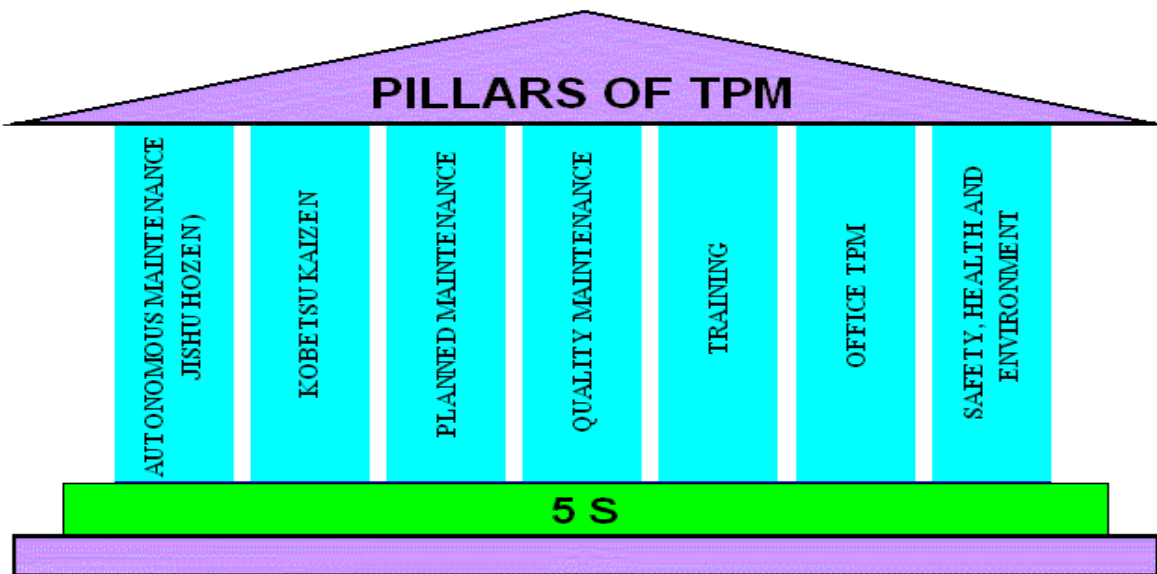 PILLARS OF TPM
AUTONOMOUS MAINTENANCE
JISHU HOZEN)
KOBETSU KAIZEN
PLANNED MAINTENANCE
QUALITY MAINTENANCE
TRAINING
OFFICE TPM
SAFETY, HEALTH AND
ENVIRONMENT
5 S